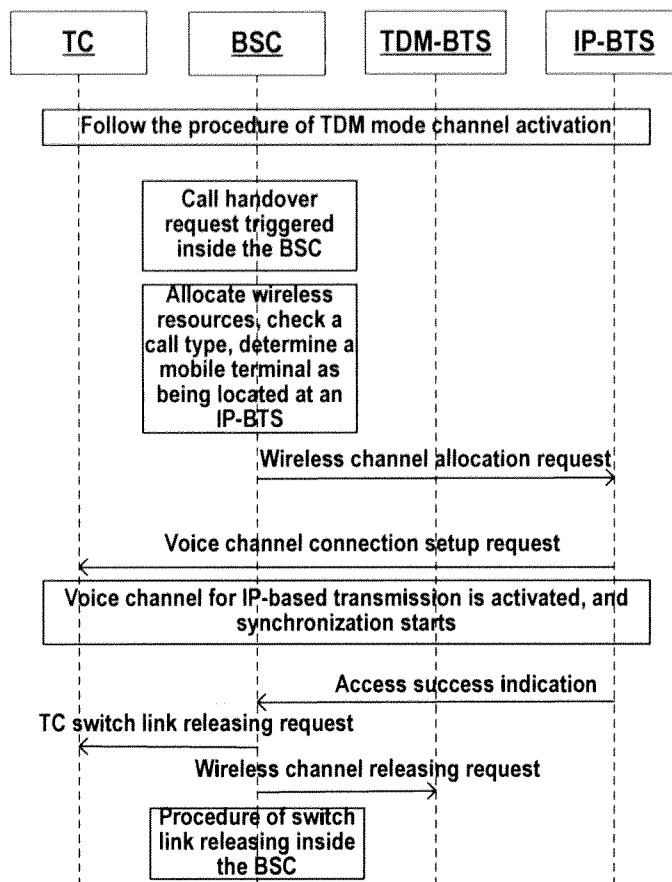 TC
BSC
TDM-BTS
IP-BTS
Follow the procedure of TDM mode channel activation
Call handover
request triggered
inside the BSC
Allocate wireless
resources, check a
call type, determine a
mobile terminal as
being located at an
IP-BTS
Wireless channel allocation request
Voice channel connection setup request
Voice channel for IP-based transmission is activated, and
synchronization starts
Access success indication
TC switch link releasing request
Wireless channel releasing request
Procedure of switch
link releasing inside
the BSC